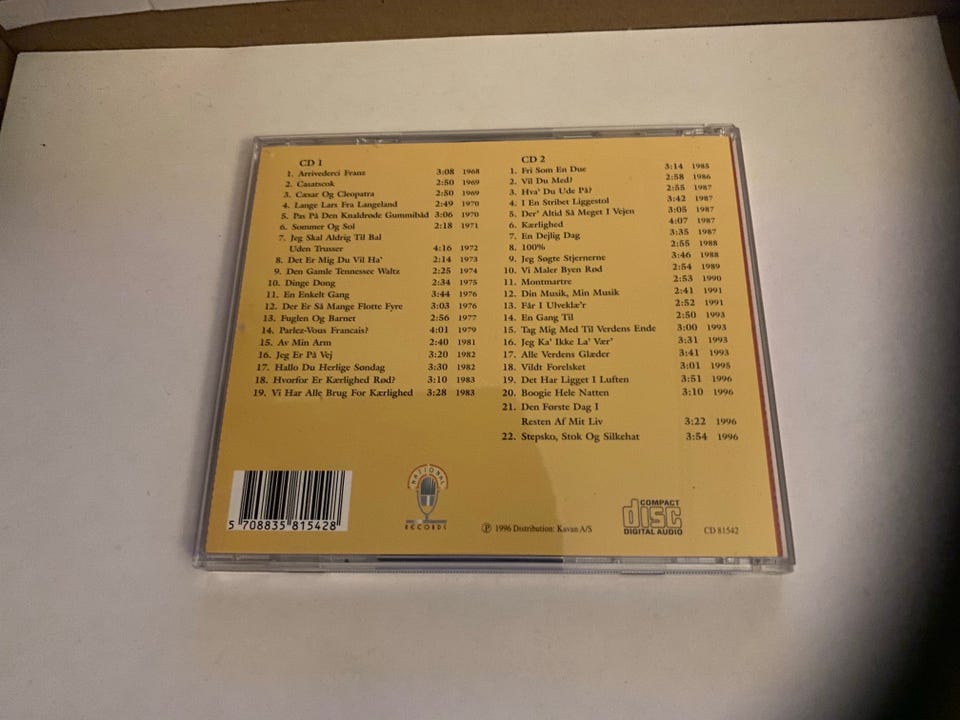 CD 1
1. Arrivederci Franz 3:08 1968
2. Casatscok 2:50 1969
3. Cæsar Og Cleopatra 2:50 1969
4. Lange Lars Fra Langeland 2:49 1970
5. Pas På Den Knaldrøde Gummibåd 3:06 1970
6. Sommer Og Sol 2:18 1971
7. Jeg Skal Aldrig Til Bal
Uden Trusser 4:16 1972
8. Det Er Mig Du Vil Ha' 2:14 1973
9. Den Gamle Tennessee Waltz 2:25 1974
10. Dinge Dong 2:34 1975
11. En Enkelt Gang 3:44 1976
12. Der Er Så Mange Flotte Fyre 3:03 1976
13. Fuglen Og Barnet 2:56 1977
14. Parlez-Vous Francais? 4:01 1979
15. Av Min Arm 2:40 1981
16. Jeg Er På Vej 3:20 1982
17. Hallo Du Herlige Søndag 3:30 1982
18. Hvorfor Er Kærlighed Rød? 3:10 1983
19. Vi Har Alle Brug For Kærlighed 3:28 1983
CD 2
1. Fri Som En Due 3:14 1985
2. Vil Du Med? 2:58 1986
3. Hva' Du Ude På? 2:55 1987
4. I En Stribet Liggestol 3:42 1987
5. Der' Altid Så Meget I Vejen 3:05 1987
6. Kærlighed 4:07 1987
7. En Dejlig Dag 3:35 1987
8. 100% 2:55 1988
9. Jeg Søgte Stjernerne 3:46 1988
10. Vi Maler Byen Rød 2:54 1989
11. Montmartre 2:53 1990
12. Din Musik, Min Musik 2:41 1991
13. Får I Ulveklæ'r 2:52 1991
14. En Gang Til 2:50 1993
15. Tag Mig Med Til Verdens Ende 3:00 1993
16. Jeg Ka' Ikke La' Vær' 3:31 1993
17. Alle Verdens Glæder 3:41 1993
18. Vildt Forelsket 3:01 1995
19. Det Har Ligget I Luften 3:51 1996
20. Boogie Hele Natten 3:10 1996
21. Den Første Dag I
Resten Af Mit Liv 3:22 1996
22. Stepsko, Stok Og Silkehat 3:54 1996
5 708835 815428
NATIONAL
RECORDS
℗ 1996 Distribution: Kavan A/S
COMPACT
disc
DIGITAL AUDIO
CD 81542